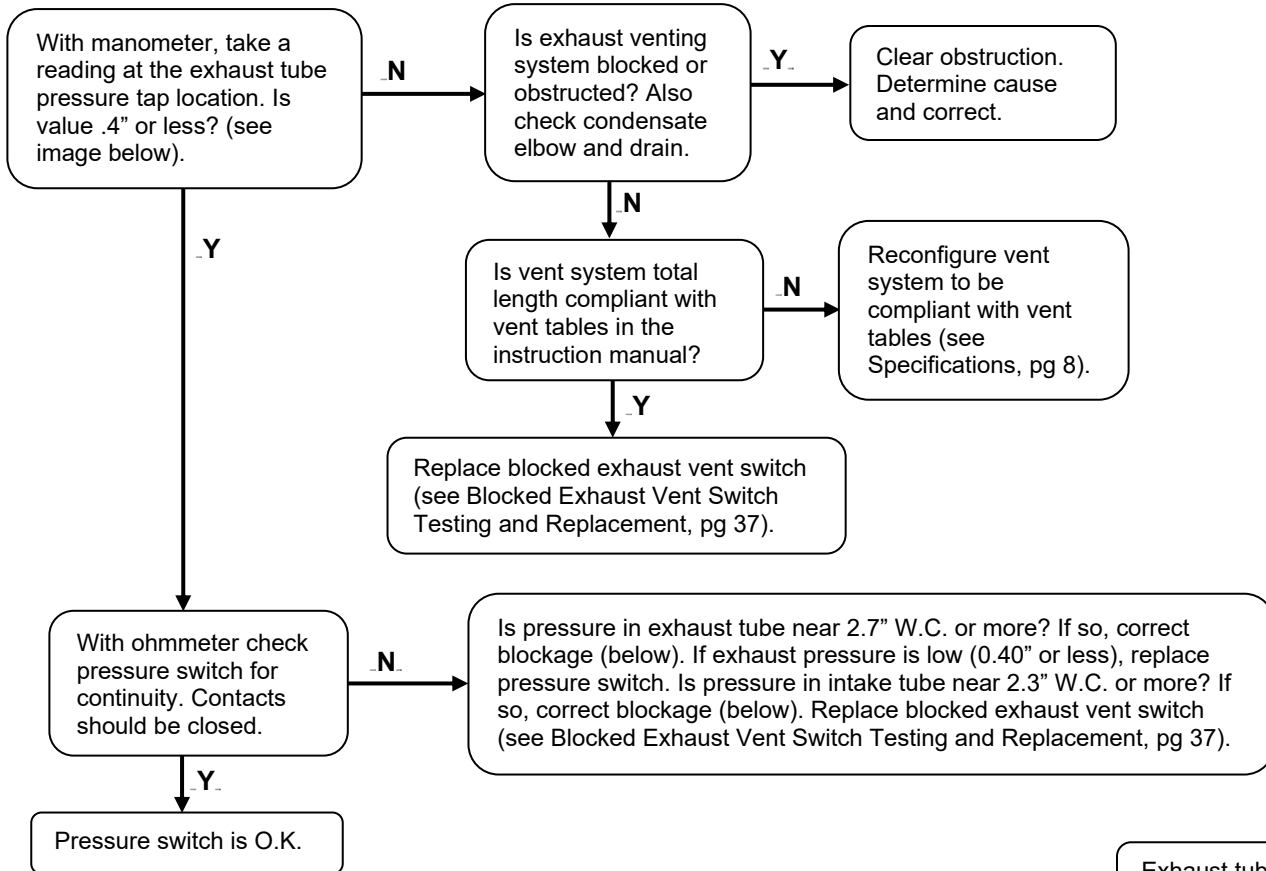 With manometer, take a
reading at the exhaust tube
pressure tap location. Is
value .4” or less? (see
image below).
N
Is exhaust venting
system blocked or
obstructed? Also
check condensate
elbow and drain.
Y
Clear obstruction.
Determine cause
and correct.
N
Y
Is vent system total
length compliant with
vent tables in the
instruction manual?
N
Reconfigure vent
system to be
compliant with vent
tables (see
Specifications, pg 8).
Y
Replace blocked exhaust vent switch
(see Blocked Exhaust Vent Switch
Testing and Replacement, pg 37).
With ohmmeter check
pressure switch for
continuity. Contacts
should be closed.
N
Is pressure in exhaust tube near 2.7” W.C. or more? If so, correct
blockage (below). If exhaust pressure is low (0.40” or less), replace
pressure switch. Is pressure in intake tube near 2.3” W.C. or more? If
so, correct blockage (below). Replace blocked exhaust vent switch
(see Blocked Exhaust Vent Switch Testing and Replacement, pg 37).
Y
Pressure switch is O.K.
Exhaust tub